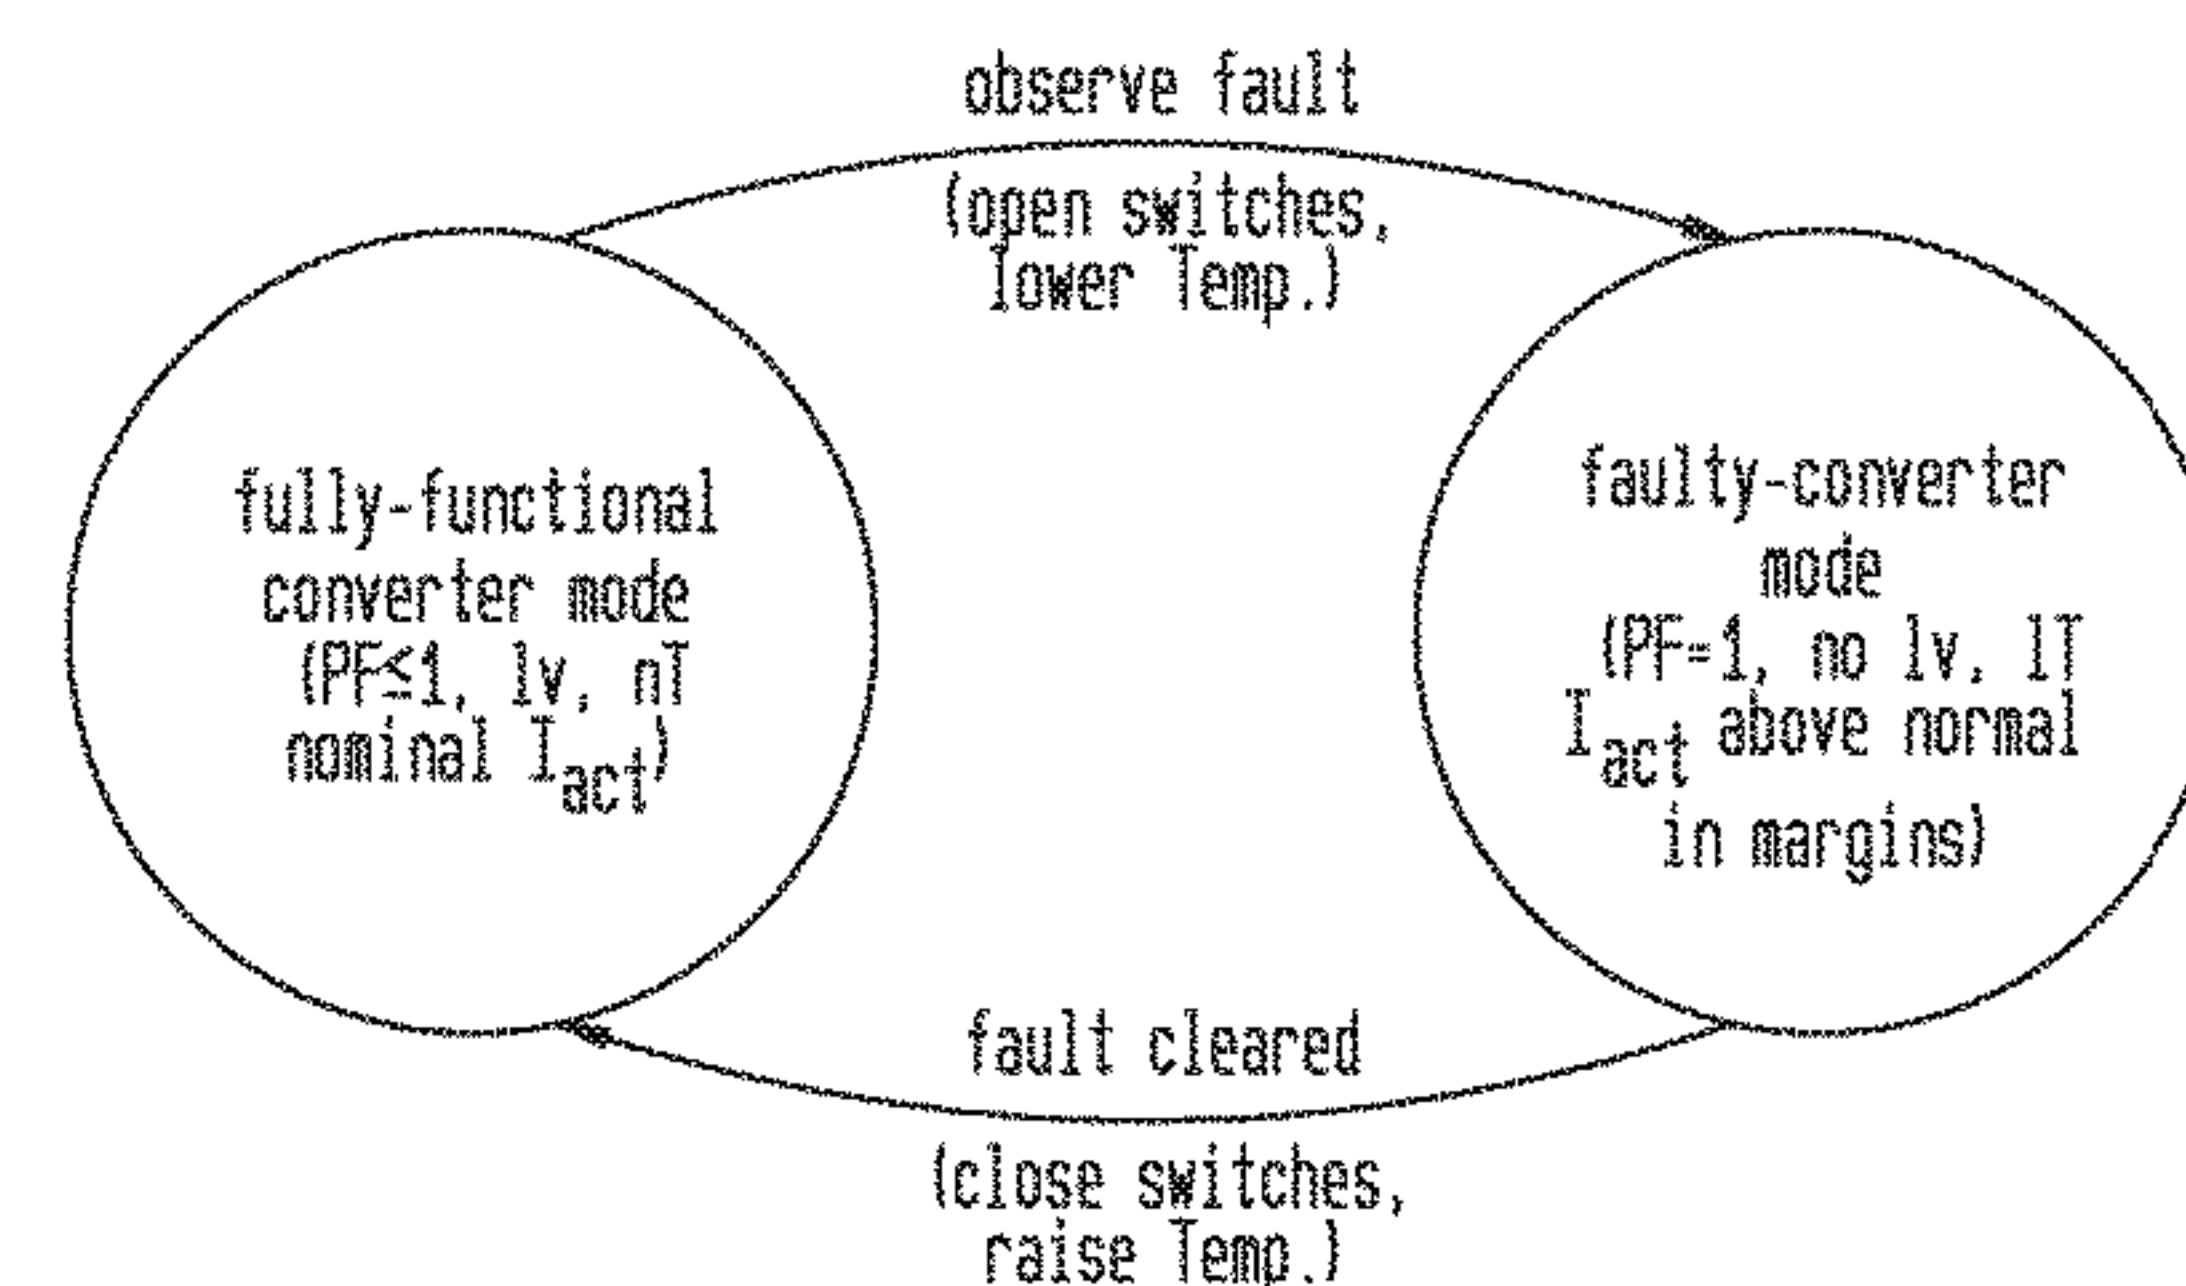 observe fault
(open switches,
lower Temp.)
fully-functional
converter mode
(PF≤1, lv, nT
nominal Iact)
faulty-converter
mode
(PF=1, no lv, lT
Iact above normal
in margins)
fault cleared
(close switches,
raise Temp.)